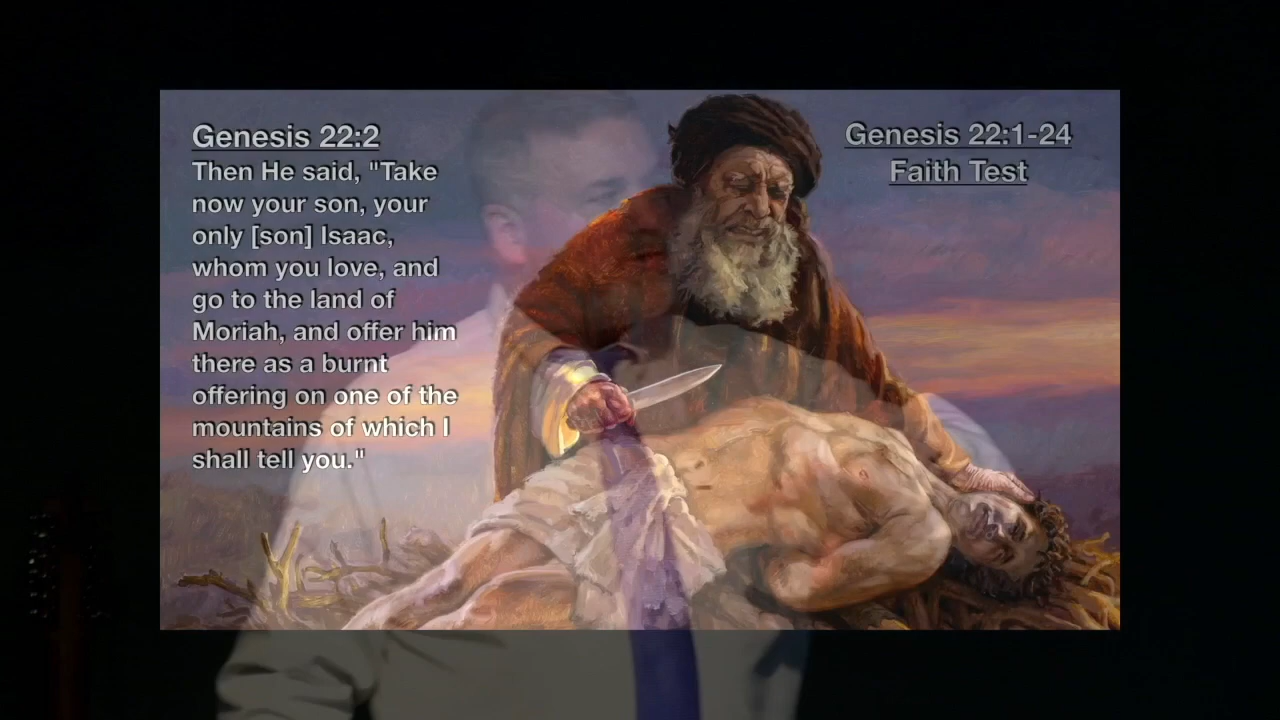 Genesis 22:2
Then He said, "Take
now your son, your
only [son] Isaac,
whom you love, and
go to the land of
Moriah, and offer him
there as a burnt
offering on one of the
mountains of which I
shall tell you."
Genesis 22:1-24
Faith Test